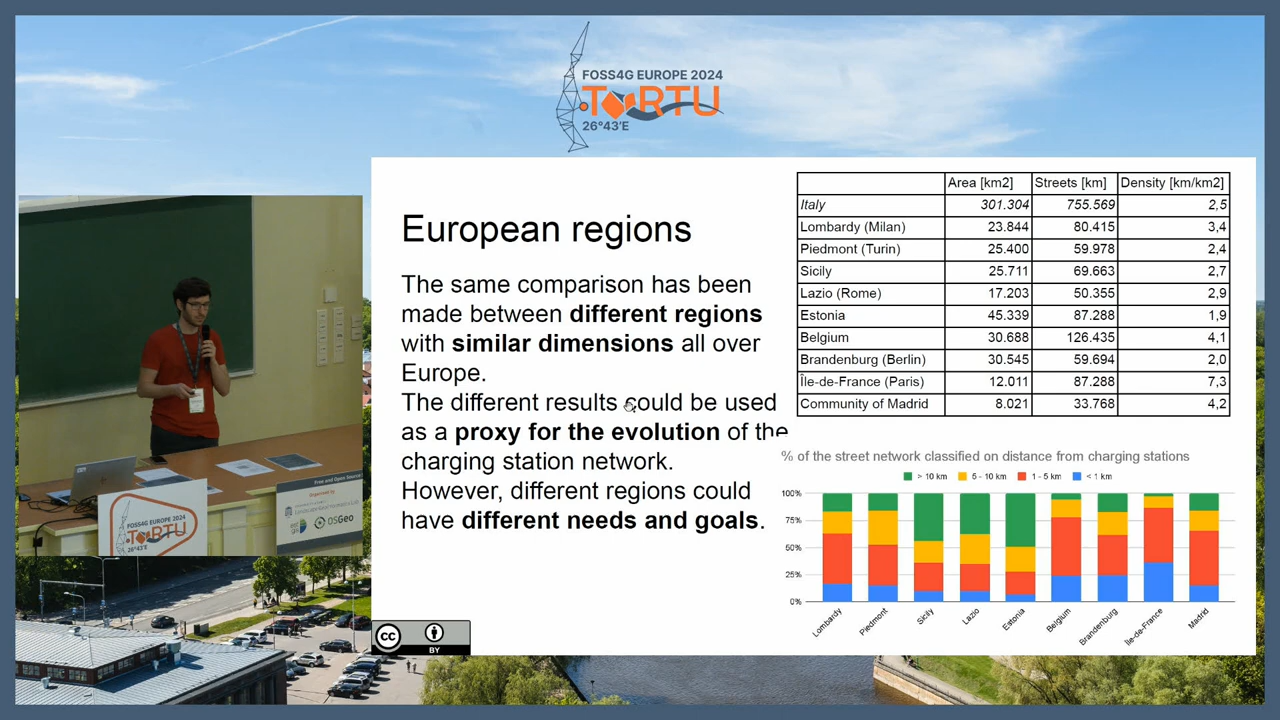 FOSS4G EUROPE 2024
TARTU
26°43'E
European regions
The same comparison has been
made between different regions
with similar dimensions all over
Europe.
The different results could be used
as a proxy for the evolution of the
charging station network.
However, different regions could
have different needs and goals.
Area [km2] Streets [km] Density [km/km2]
Italy 301.304 755.569 2,5
Lombardy (Milan) 23.844 80.415 3,4
Piedmont (Turin) 25.400 59.978 2,4
Sicily 25.711 69.663 2,7
Lazio (Rome) 17.203 50.355 2,9
Estonia 45.339 87.288 1,9
Belgium 30.688 126.435 4,1
Brandenburg (Berlin) 30.545 59.694 2,0
Île-de-France (Paris) 12.011 87.288 7,3
Community of Madrid 8.021 33.768 4,2
% of the street network classified on distance from charging stations
> 10 km 5 - 10 km 1 - 5 km < 1 km
100%
75%
50%
25%
0%
Lombardy Piedmont Sicily Lazio Estonia Belgium Brandenburg Île-de-France Madrid
cc BY
FOSS4G EUROPE 2024
TARTU
26°43'E
Free and Open Source
Organised by
OSGeo